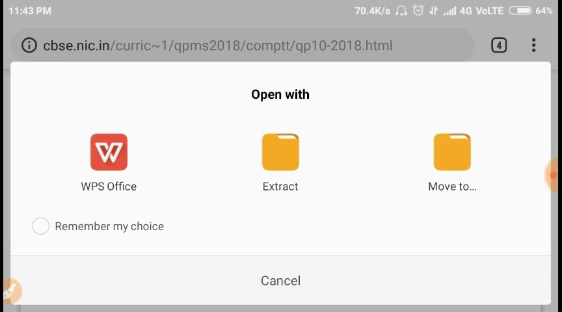 11:43 PM 70.4K/s 4G VoLTE 64%
cbse.nic.in/curric~1/qpms2018/comptt/qp10-2018.html 4
Open with
WPS Office Extract Move to...
Remember my choice
Cancel